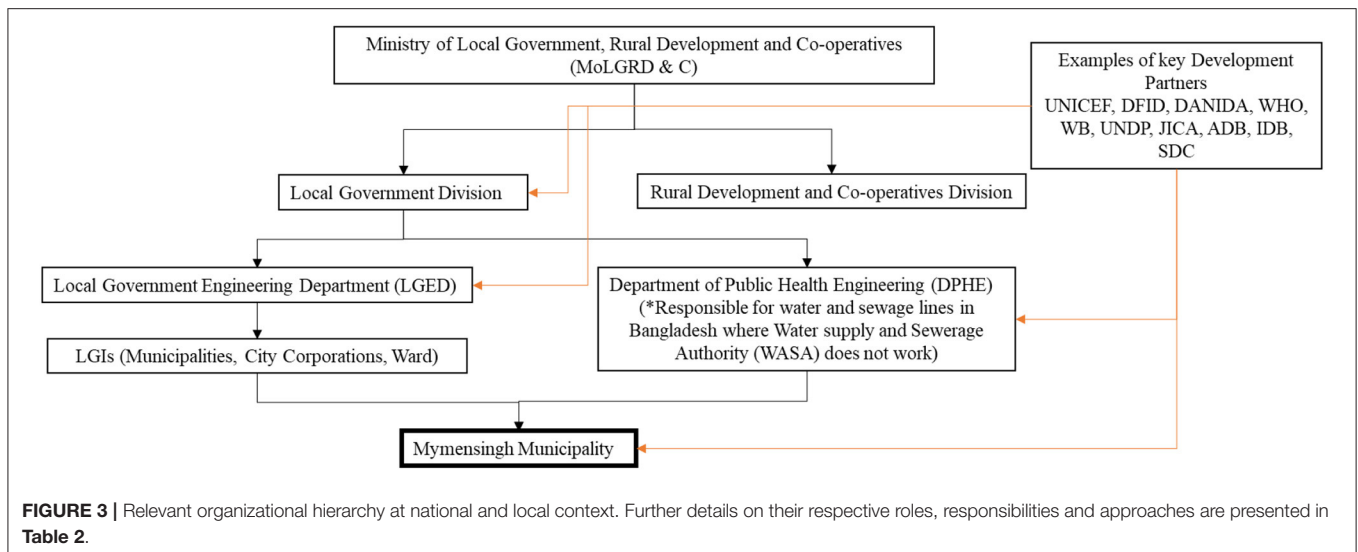 Ministry of Local Government, Rural Development and Co-operatives
(MoLGRD & C)
Examples of key Development
Partners
UNICEF, DFID, DANIDA, WHO,
WB, UNDP, JICA, ADB, IDB,
SDC
Local Government Division
Rural Development and Co-operatives Division
Local Government Engineering Department (LGED)
Department of Public Health Engineering (DPHE)
(*Responsible for water and sewage lines in
Bangladesh where Water supply and Sewerage
Authority (WASA) does not work)
LGIs (Municipalities, City Corporations, Ward)
Mymensingh Municipality
FIGURE 3 | Relevant organizational hierarchy at national and local context. Further details on their respective roles, responsibilities and approaches are presented in
Table 2.